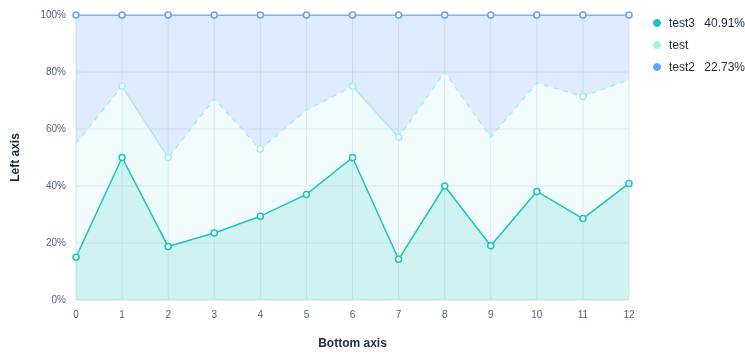 100%
80%
60%
40%
20%
0%
Left axis
0 1 2 3 4 5 6 7 8 9 10 11 12
Bottom axis
test3 40.91%
test
test2 22.73%